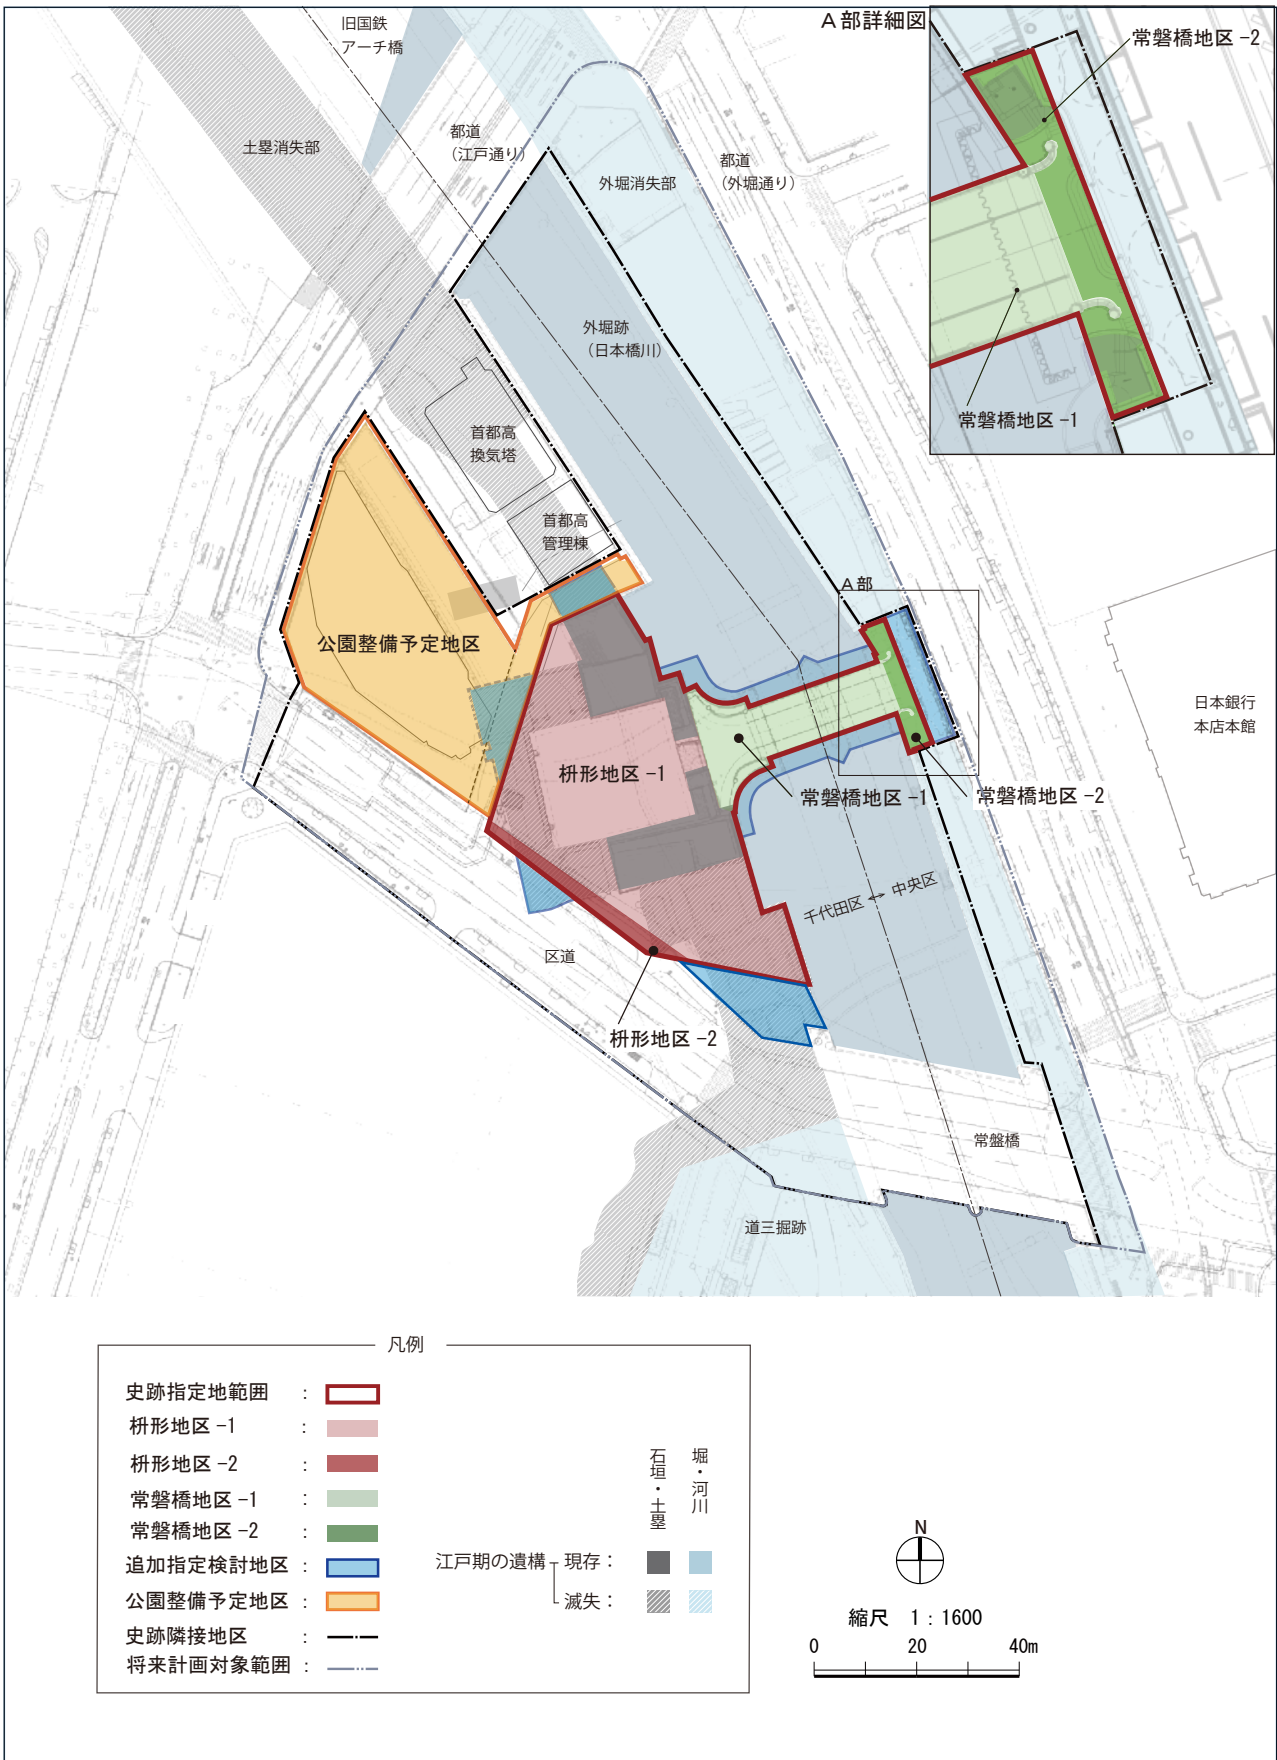 旧国鉄
アーチ橋
A部詳細図
常磐橋地区 -2
土塁消失部
都道
（江戸通り）
外堀消失部
都道
（外堀通り）
外堀跡
（日本橋川）
常磐橋地区 -1
首都高
換気塔
首都高
管理棟
A部
公園整備予定地区
日本銀行
本店本館
枡形地区 -1
常磐橋地区 -1
常磐橋地区 -2
千代田区 ↔ 中央区
区道
枡形地区 -2
常盤橋
道三掘跡
凡例
史跡指定地範囲 ：
枡形地区 -1 ：
枡形地区 -2 ：
常磐橋地区 -1 ：
常磐橋地区 -2 ：
追加指定検討地区 ：
公園整備予定地区 ：
史跡隣接地区 ：
将来計画対象範囲 ：
石垣・土塁
堀・河川
江戸期の遺構
現存：
滅失：
N
縮尺 1：1600
0 20 40m